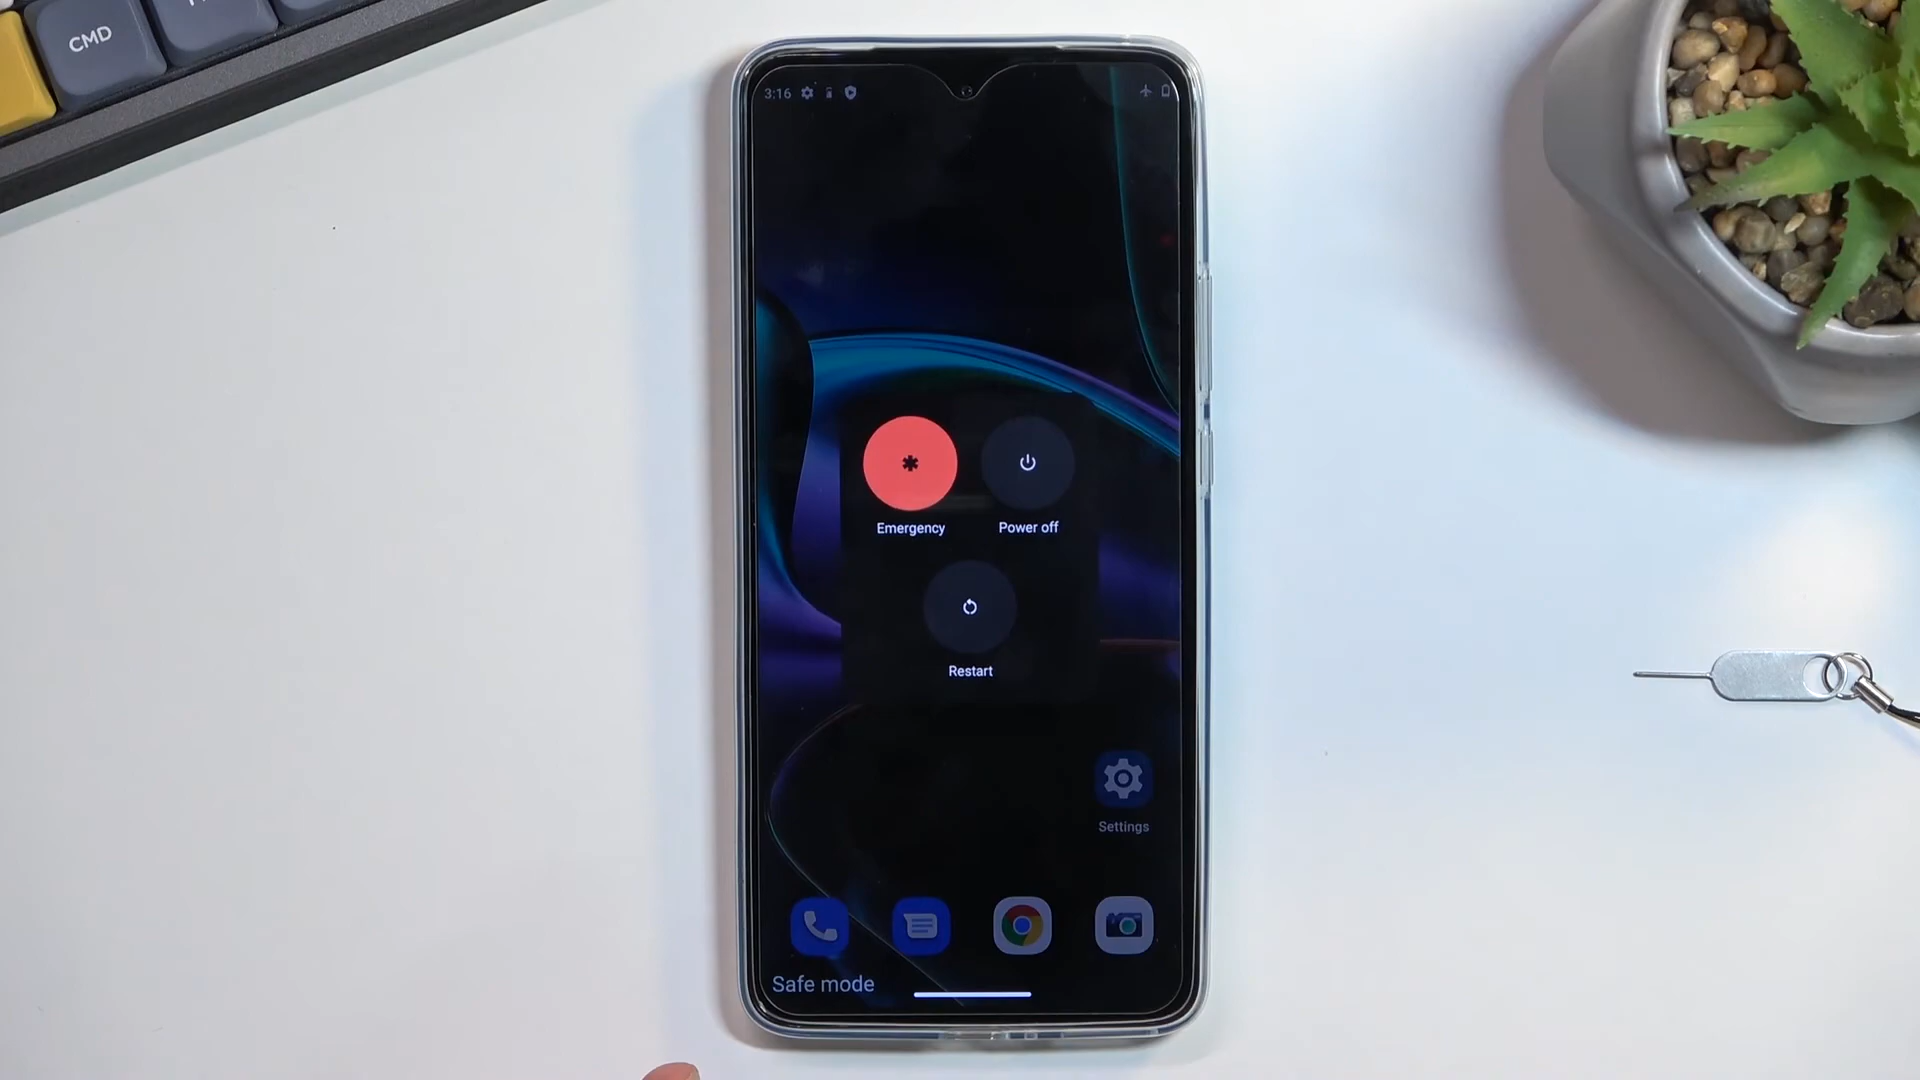 CMD
3:16
Emergency
Power off
Restart
Settings
Safe mode